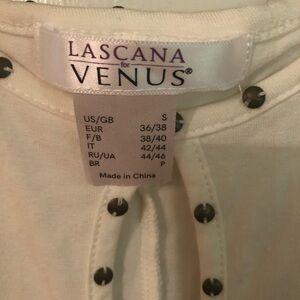 LASCANA
for
VENUS®
US/GB S
EUR 36/38
F/B 38/40
IT 42/44
RU/UA 44/46
BR P
Made in China